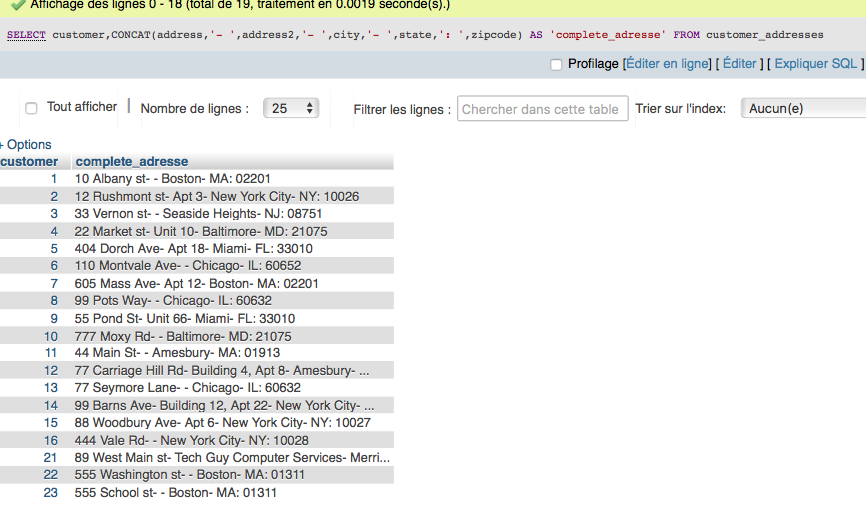 Affichage des lignes 0 - 18 (total de 19, traitement en 0.0019 seconde(s).)
SELECT customer,CONCAT(address,'- ',address2,'- ',city,'- ',state,': ',zipcode) AS 'complete_adresse' FROM customer_addresses
Profilage [Éditer en ligne] [ Éditer ] [ Expliquer SQL ]
Tout afficher | Nombre de lignes : 25 Filtrer les lignes : Chercher dans cette table Trier sur l'index: Aucun(e)
+ Options
customer complete_adresse
1 10 Albany st- - Boston- MA: 02201
2 12 Rushmont st- Apt 3- New York City- NY: 10026
3 33 Vernon st- - Seaside Heights- NJ: 08751
4 22 Market st- Unit 10- Baltimore- MD: 21075
5 404 Dorch Ave- Apt 18- Miami- FL: 33010
6 110 Montvale Ave- - Chicago- IL: 60652
7 605 Mass Ave- Apt 12- Boston- MA: 02201
8 99 Pots Way- - Chicago- IL: 60632
9 55 Pond St- Unit 66- Miami- FL: 33010
10 777 Moxy Rd- - Baltimore- MD: 21075
11 44 Main St- - Amesbury- MA: 01913
12 77 Carriage Hill Rd- Building 4, Apt 8- Amesbury- ...
13 77 Seymore Lane- - Chicago- IL: 60632
14 99 Barns Ave- Building 12, Apt 22- New York City- ...
15 88 Woodbury Ave- Apt 6- New York City- NY: 10027
16 444 Vale Rd- - New York City- NY: 10028
21 89 West Main st- Tech Guy Computer Services- Merri...
22 555 Washington st- - Boston- MA: 01311
23 555 School st- - Boston- MA: 01311